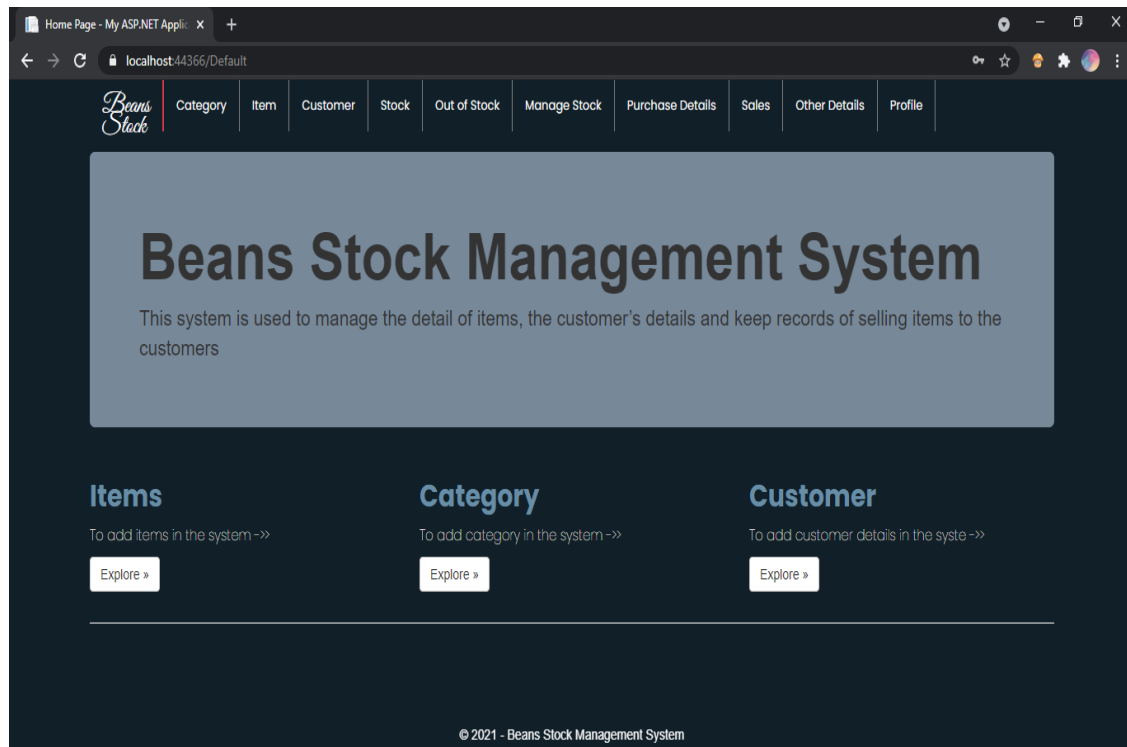 Home Page - My ASP.NET Applic
localhost:44366/Default
Beans
Stock
Category Item Customer Stock Out of Stock Manage Stock Purchase Details Sales Other Details Profile
Beans Stock Management System
This system is used to manage the detail of items, the customer’s details and keep records of selling items to the
customers
Items Category Customer
To add items in the system ->> To add category in the system ->> To add customer details in the syste ->>
Explore » Explore » Explore »
© 2021 - Beans Stock Management System